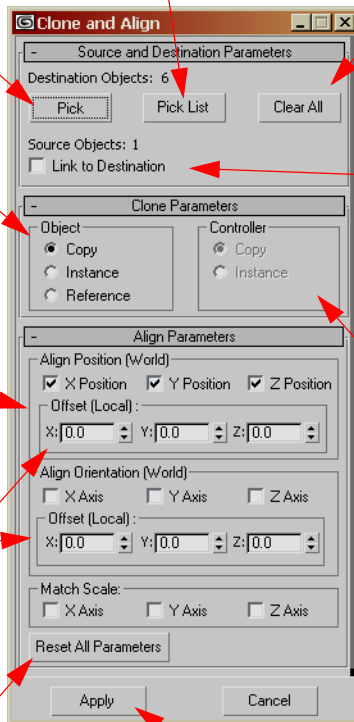 Clone and Align
- Source and Destination Parameters
Destination Objects: 6
Pick Pick List Clear All
Source Objects: 1
Link to Destination
- Clone Parameters
Object Controller
Copy Copy
Instance Instance
Reference
- Align Parameters
Align Position (World)
X Position Y Position Z Position
Offset (Local) :
X: 0.0 Y: 0.0 Z: 0.0
Align Orientation (World)
X Axis Y Axis Z Axis
Offset (Local) :
X: 0.0 Y: 0.0 Z: 0.0
Match Scale:
X Axis Y Axis Z Axis
Reset All Parameters
Apply Cancel